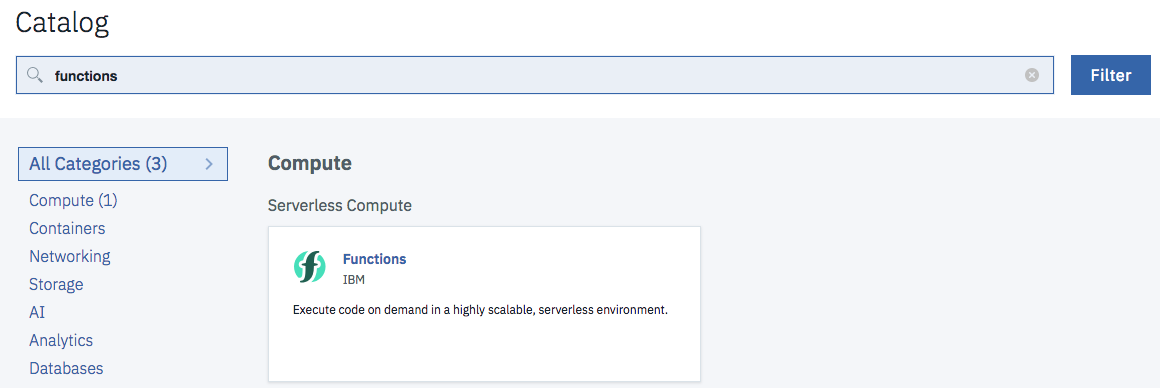 Catalog
functions
Filter
All Categories (3)
Compute (1)
Containers
Networking
Storage
AI
Analytics
Databases
Compute
Serverless Compute
Functions
IBM
Execute code on demand in a highly scalable, serverless environment.